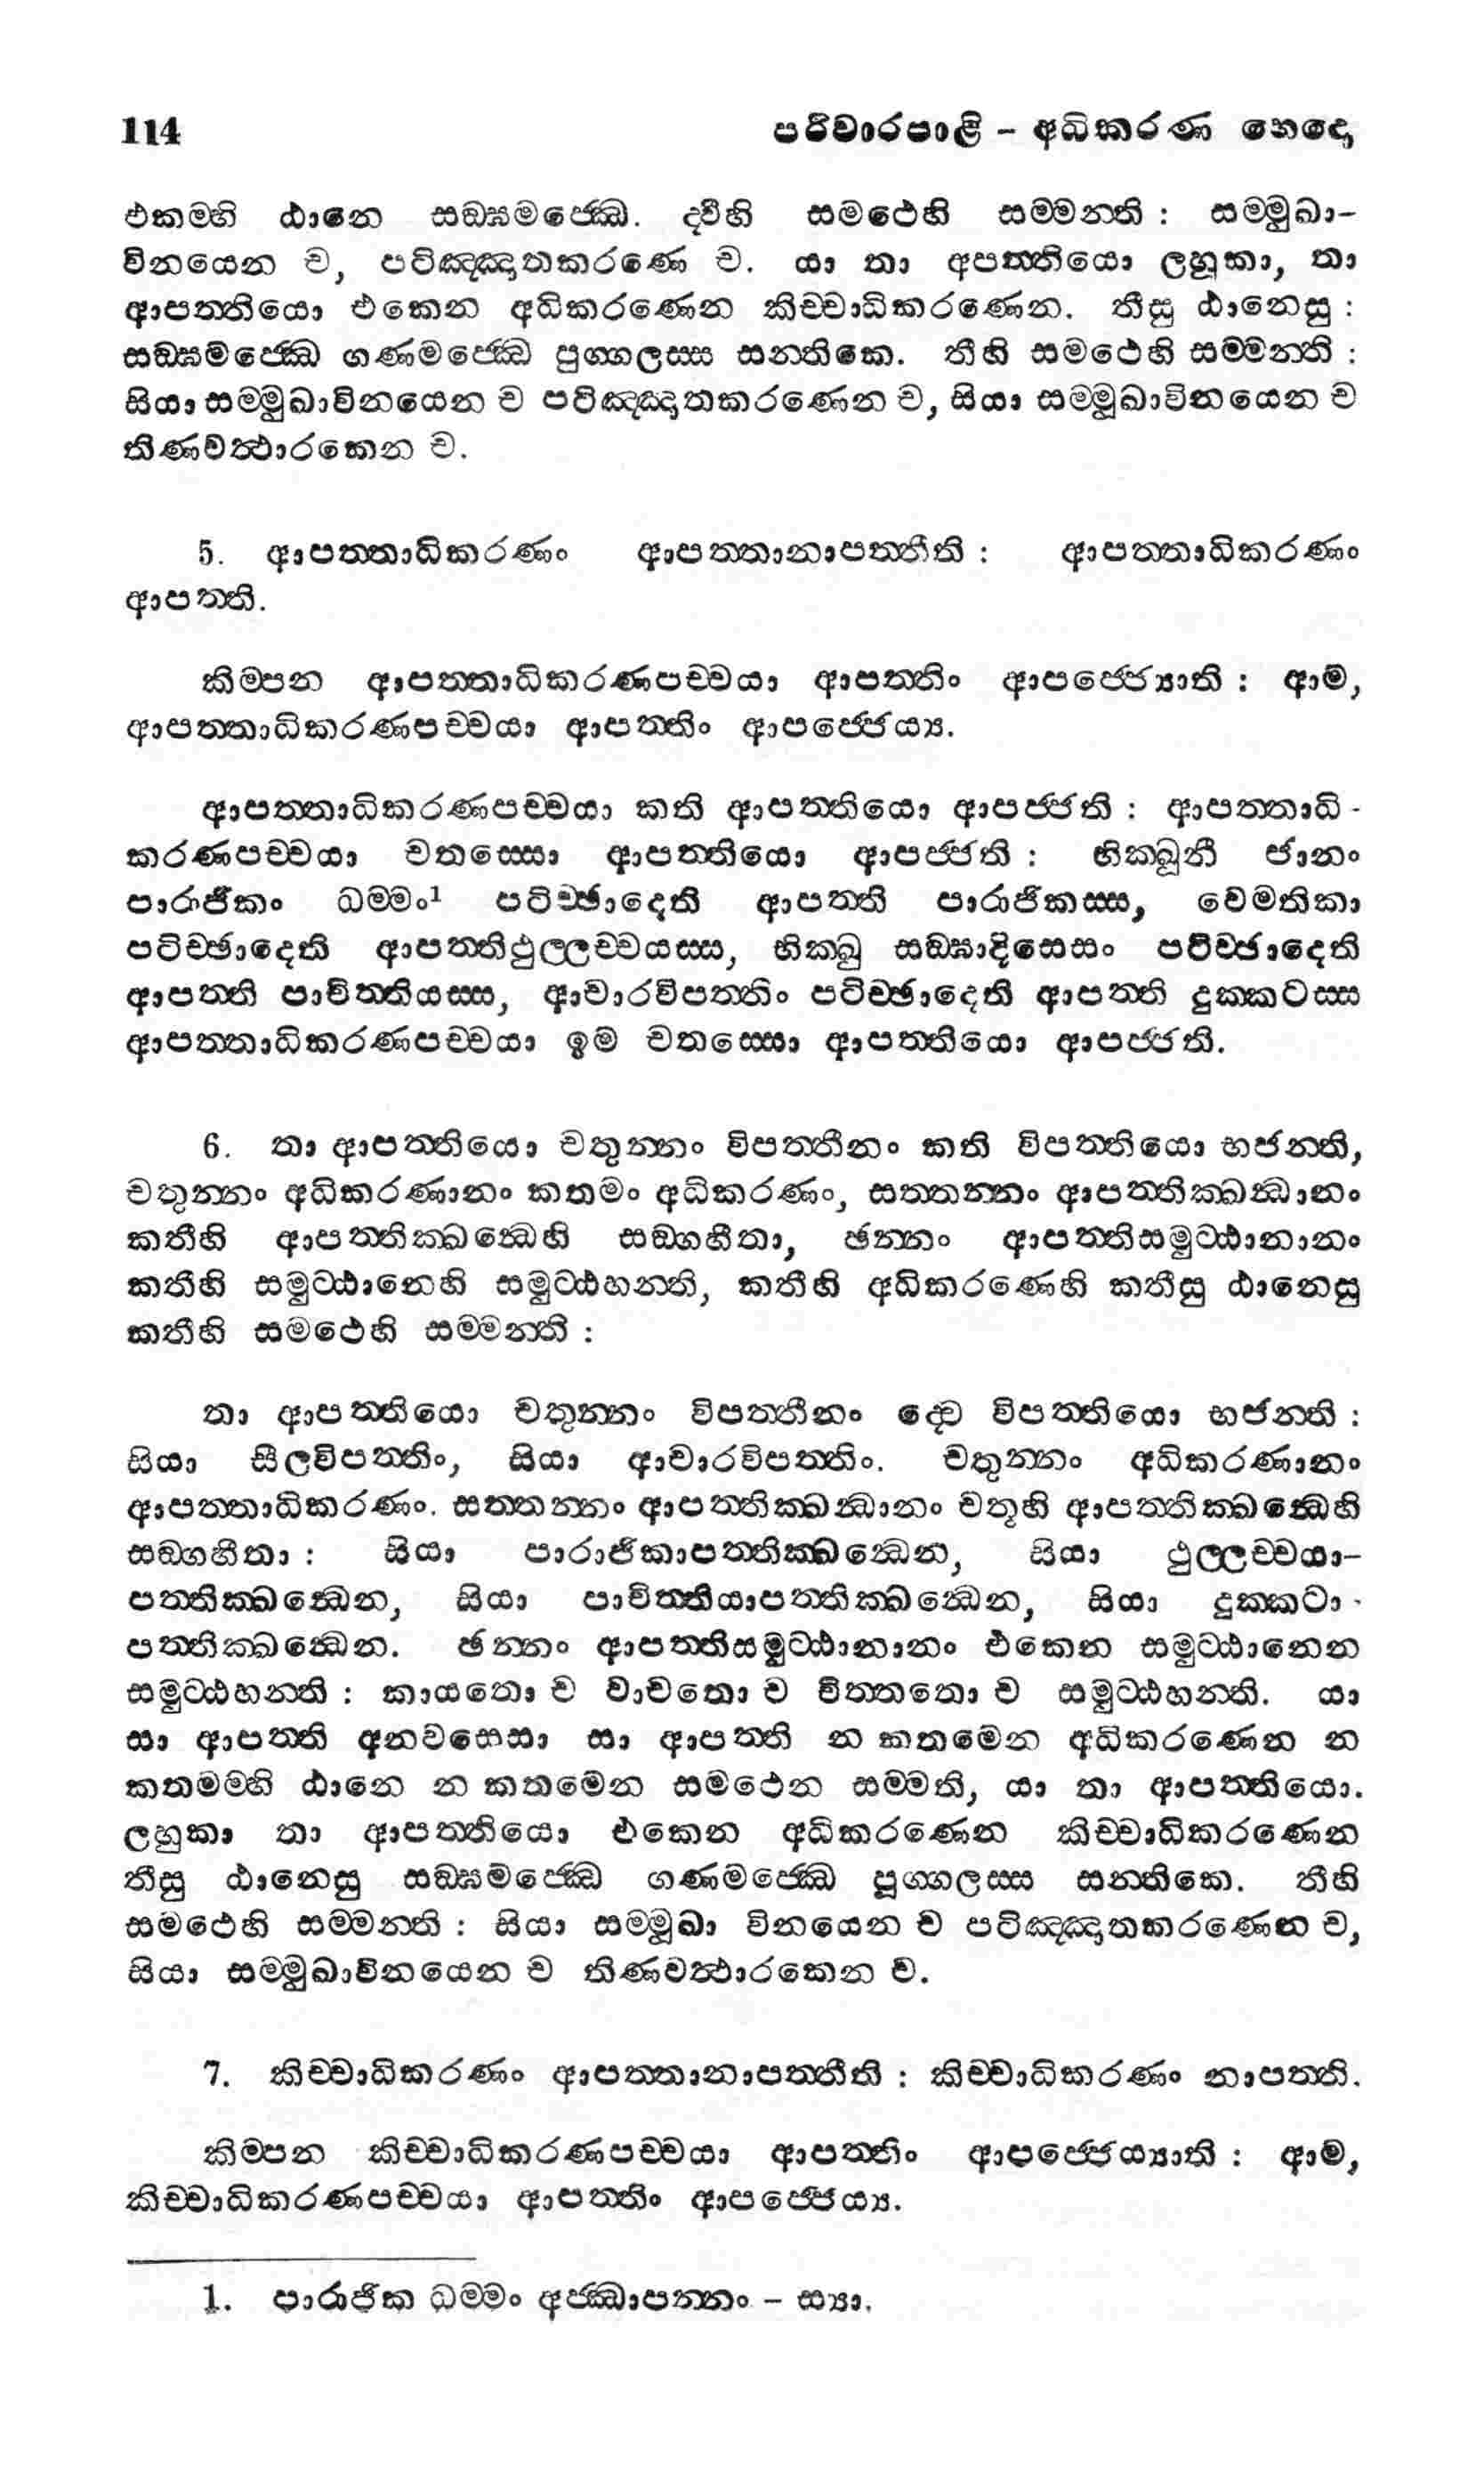 114 පරිවාරපාළි – අධිකරණ භෙදො
එකමහි ඨානෙ සඞ්ඝමජ්ඣෙ. ද්වීහි සමථෙහි සම්මන්ති : සම්මුඛා–
විනයෙන ච, පටිඤ්ඤාතකරණෙ ච. යා තා අපත්තියො ලහූකා, තා
ආපත්තියො එකෙන අධිකරණෙන කිච්චාධිකරණෙන. තීසු ඨානෙසු :
සඞ්ඝමජ්ඣෙ ගණමජ්ඣෙ පුග්ගලස්ස සන්තිකෙ. තීහි සමථෙහි සම්මන්ති :
සියා සම්මුඛාවිනයෙන ච පටිඤ්ඤාතකරණෙන ච, සියා සම්මූඛාවිනයෙන ච
තිණවත්ථාරකෙන ච.
5. ආපත්තාධිකරණං ආපත්තානාපත්තීති : ආපත්තාධිකරණං
ආපත්ති.
කිම්පන ආපත්තාධිකරණපච්චයා ආපත්තිං ආපජ්ජෙය්‍යාති : ආම,
ආපත්තාධිකරණපච්චයා ආපත්තිං ආපජ්ජෙය්‍ය.
ආපත්තාධිකරණපච්චයා කති ආපත්තියො ආපජ්ජති : ආපත්තාධි -
කරණපච්චයා චතස්සො ආපත්තියො ආපජ්ජති : භික්ඛූනී ජානං
පාරාජිකං ධම්මං¹ පටිච්ඡාදෙති ආපත්ති පාරාජිකස්ස, වෙමතිකා
පටිච්ඡාදෙති ආපත්තිථුල්ලච්චයස්ස, භික්ඛු සඞ්ඝාදිසෙසං පටිච්ඡාදෙති
ආපත්ති පාචිත්තියස්ස, ආචාරවිපත්තිං පටිච්ඡාදෙති ආපත්ති දුක්කටස්ස
ආපත්තාධිකරණපච්චයා ඉම චතස්සො ආපත්තියො ආපජ්ජති.
6. තා ආපත්තියො චතුන්නං විපත්තීනං කති විපත්තියො භජන්ති,
චතුන්නං අධිකරණානං කතමං අධිකරණං, සත්තන්නං ආපත්තික්ඛන්ධානං
කතීහි ආපත්තික්ඛන්ධෙහි සඞ්ගහීතා, ඡන්නං ආපත්තිසමුට්ඨානානං
කතීහි සමුට්ඨානෙහි සමුට්ඨහන්ති, කතීහි අධිකරණෙහි කතීසු ඨානෙසු
කතීහි සමථෙහි සම්මන්ති :
තා ආපත්තියො චතුන්නං විපත්තීනං ද්වෙ විපත්තියො භජන්ති :
සියා සීලවිපත්තිං, සියා ආචාරවිපත්තිං. චතුන්නං අධිකරණානං
ආපත්තාධිකරණං. සත්තන්නං ආපත්තික්ඛන්ධානං චතූහි ආපත්තික්ඛන්ධෙහි
සඞ්ගහීතා : සියා පාරාජිකාපත්තික්ඛන්ධෙන, සියා ථුල්ලච්චයා–
පත්තික්ඛන්ධෙන, සියා පාචිත්තියාපත්තික්ඛන්ධෙන, සියා දුක්කටා -
පත්තික්ඛන්ධෙන. ඡන්නං ආපත්තිසමුට්ඨානානං එකෙන සමුට්ඨානෙන
සමුට්ඨහන්ති : කායතො ච වාචතො ච චිත්තතො ච සමුට්ඨහන්ති. යා
සා ආපත්ති අනවසෙසා සා ආපත්ති න කතමෙන අධිකරණෙන න
කතමම්හි ඨානෙ න කතමෙන සමථෙන සම්මති, යා තා ආපත්තියො.
ලහුකා තා ආපත්තියො එකෙන අධිකරණෙන කිච්චාධිකරණෙන
තීසු ඨානෙසු සඞ්ඝමජ්ඣෙ ගණමජ්ඣෙ පූග්ගලස්ස සන්තිකෙ. තීහි
සමථෙහි සම්මන්ති : සියා සම්මුඛා විනයෙන ච පටිඤ්ඤාතකරණෙන ච,
සියා සම්මුඛාවිනයෙන ච තිණවත්ථාරකෙන ච.
7. කිච්චාධිකරණං ආපත්තානාපත්තීති : කිච්චාධිකරණං නාපත්ති.
කිම්පන කිච්චාධිකරණපච්චයා ආපත්තිං ආපජ්ජෙය්‍යාති : ආම,
කිච්චාධිකරණපච්චයා ආපත්තිං ආපජ්ජෙය්‍ය.
1. පාරාජික ධම්මං අජ්ඣාපන්නං – ස්‍යා.